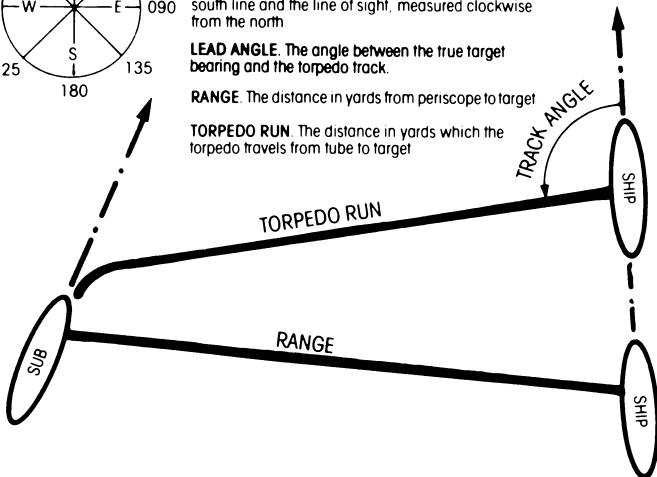 W
E
090
south line and the line of sight, measured clockwise
from the north
LEAD ANGLE. The angle between the true target
bearing and the torpedo track.
S
25
135
180
RANGE. The distance in yards from periscope to target
TORPEDO RUN. The distance in yards which the
torpedo travels from tube to target
TRACK ANGLE
SHIP
TORPEDO RUN
RANGE
SUB
SHIP